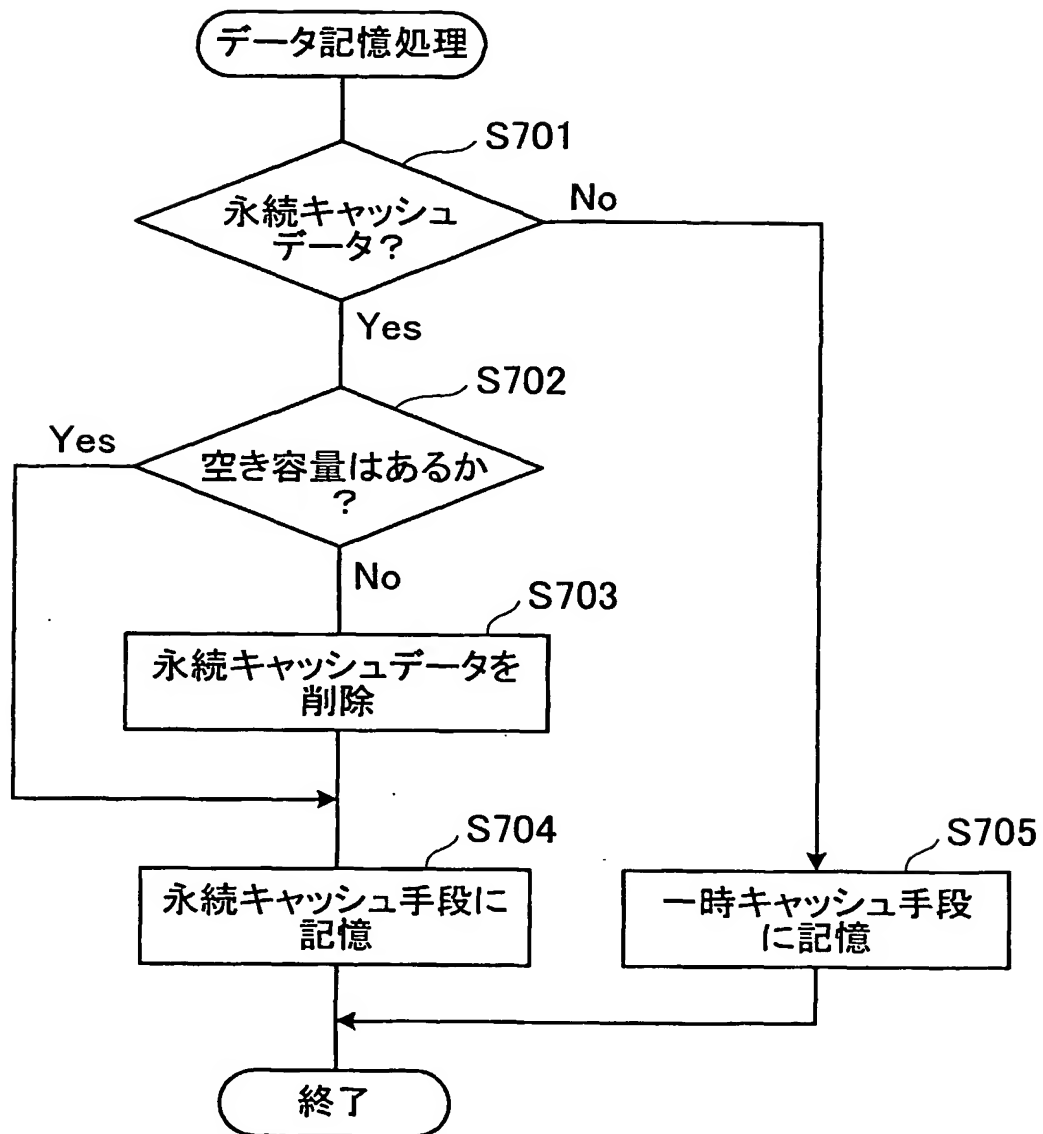 データ記憶処理
S701
永続キャッシュ
データ?
No
Yes
S702
Yes
空き容量はあるか
?
No
S703
永続キャッシュデータを
削除
S704
永続キャッシュ手段に
記憶
S705
一時キャッシュ手段
に記憶
終了